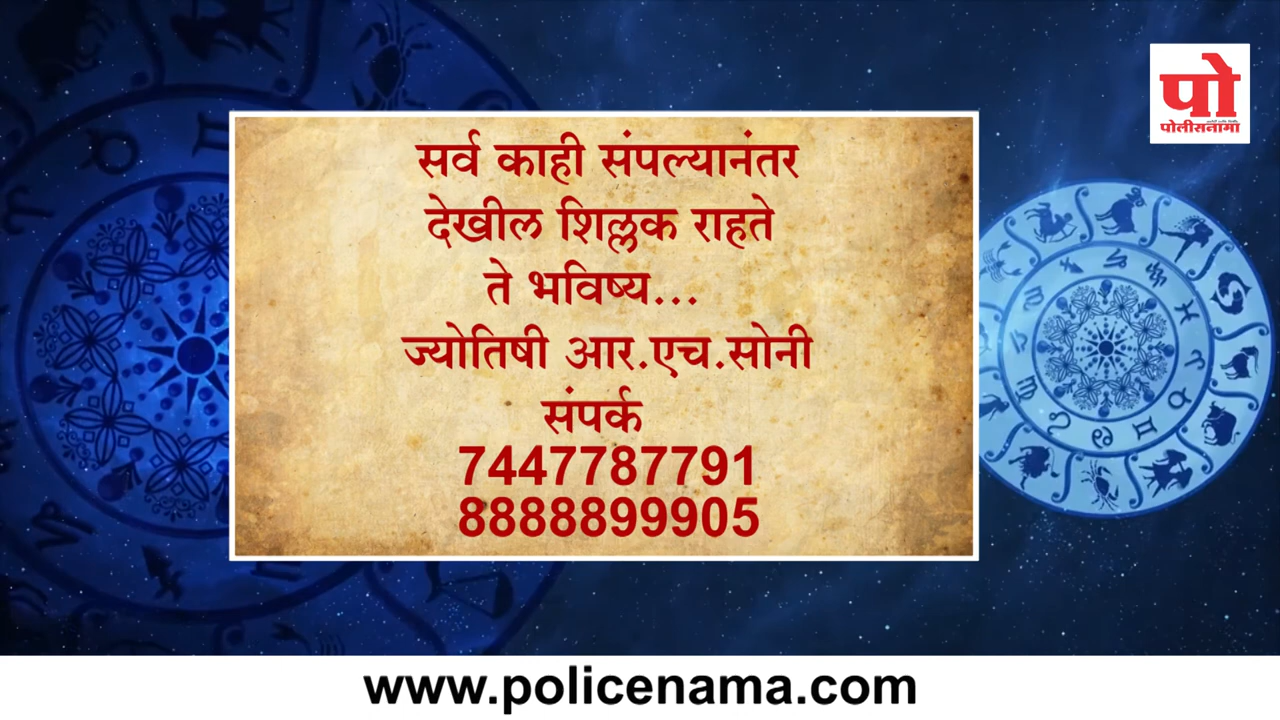 पो
पोलीसनामा
सर्व काही संपल्यानंतर
देखील शिल्लक राहते
ते भविष्य...
ज्योतिषी आर.एच.सोनी
संपर्क
7447787791
8888899905
www.policenama.com